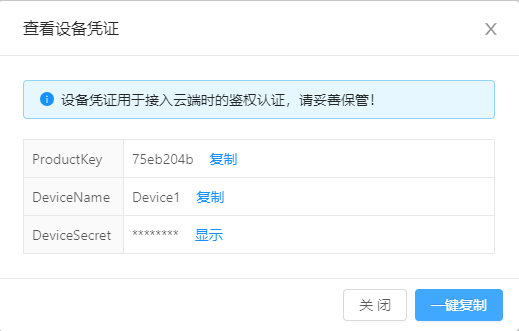 查看设备凭证
设备凭证用于接入云端时的鉴权认证，请妥善保管！
ProductKey 75eb204b 复制
DeviceName Device1 复制
DeviceSecret ******** 显示
关 闭 一键复制